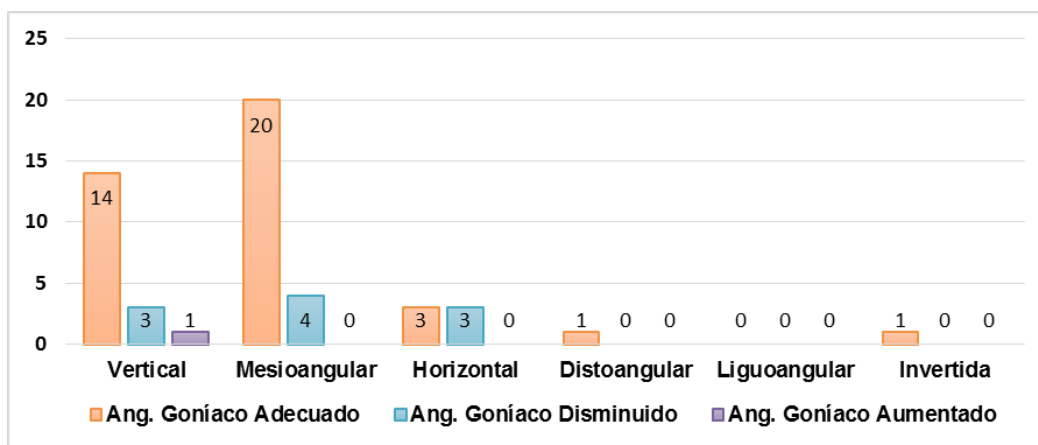 25
20
15
10
5
0
14 3 1
20 4 0
3 3 0
1 0 0
0 0 0
1 0 0
Vertical Mesioangular Horizontal Distoangular Liguoangular Invertida
Ang. Goníaco Adecuado Ang. Goníaco Disminuido Ang. Goníaco Aumentado